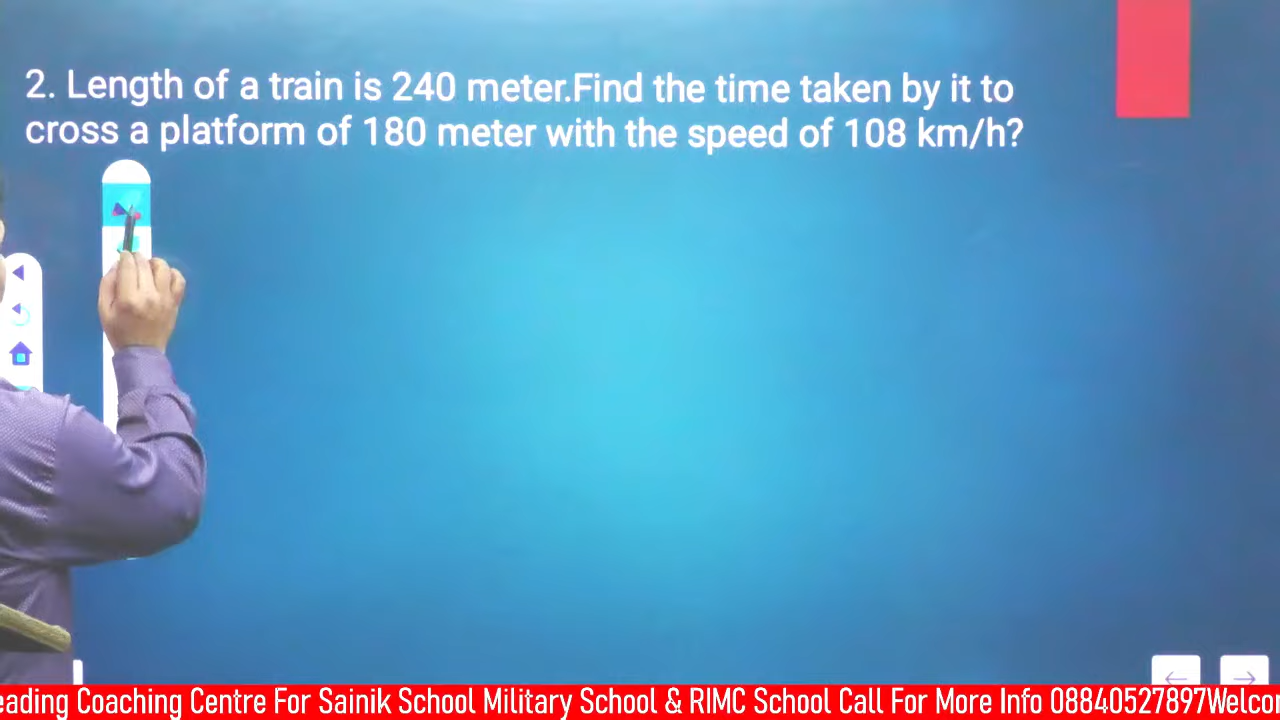 2. Length of a train is 240 meter.Find the time taken by it to
cross a platform of 180 meter with the speed of 108 km/h?
eading Coaching Centre For Sainik School Military School & RIMC School Call For More Info 08840527897Welco